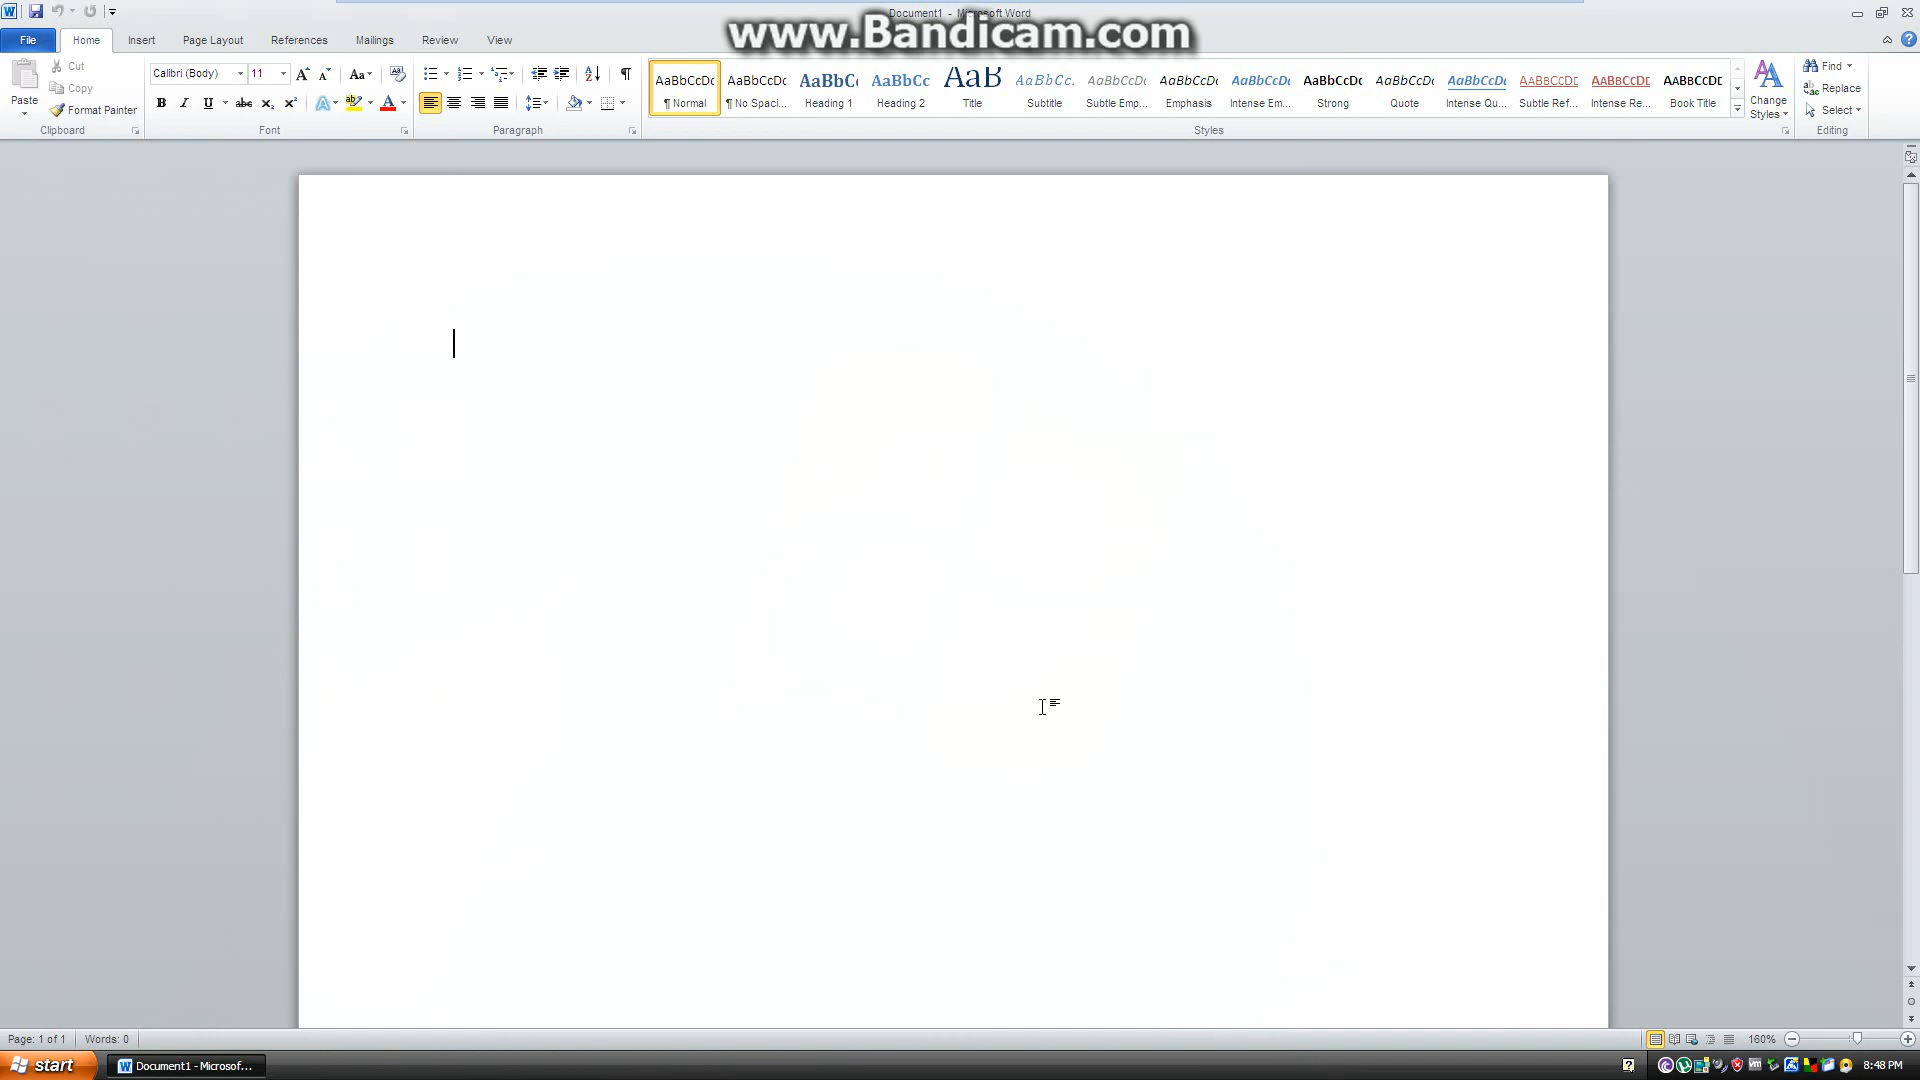 Document1 - Microsoft Word
www.Bandicam.com
File Home Insert Page Layout References Mailings Review View
Paste
Cut
Copy
Format Painter
Clipboard
Calibri (Body) 11
Font
Paragraph
AaBbCcDc AaBbCcDc AaBbC AaBbCc AaB AaBbCc. AaBbCcDc AaBbCcDc AaBbCcDc AaBbCcDc AaBbCcDc AaBbCcDc AABBCCDC AABBCCDC AABBCCDC
¶ Normal ¶ No Spaci... Heading 1 Heading 2 Title Subtitle Subtle Emp... Emphasis Intense Em... Strong Quote Intense Qu... Subtle Ref... Intense Re... Book Title
Styles
Change
Styles
Find
Replace
Select
Editing
Page: 1 of 1 Words: 0
160%
start
Document1 - Microsof...
8:48 PM